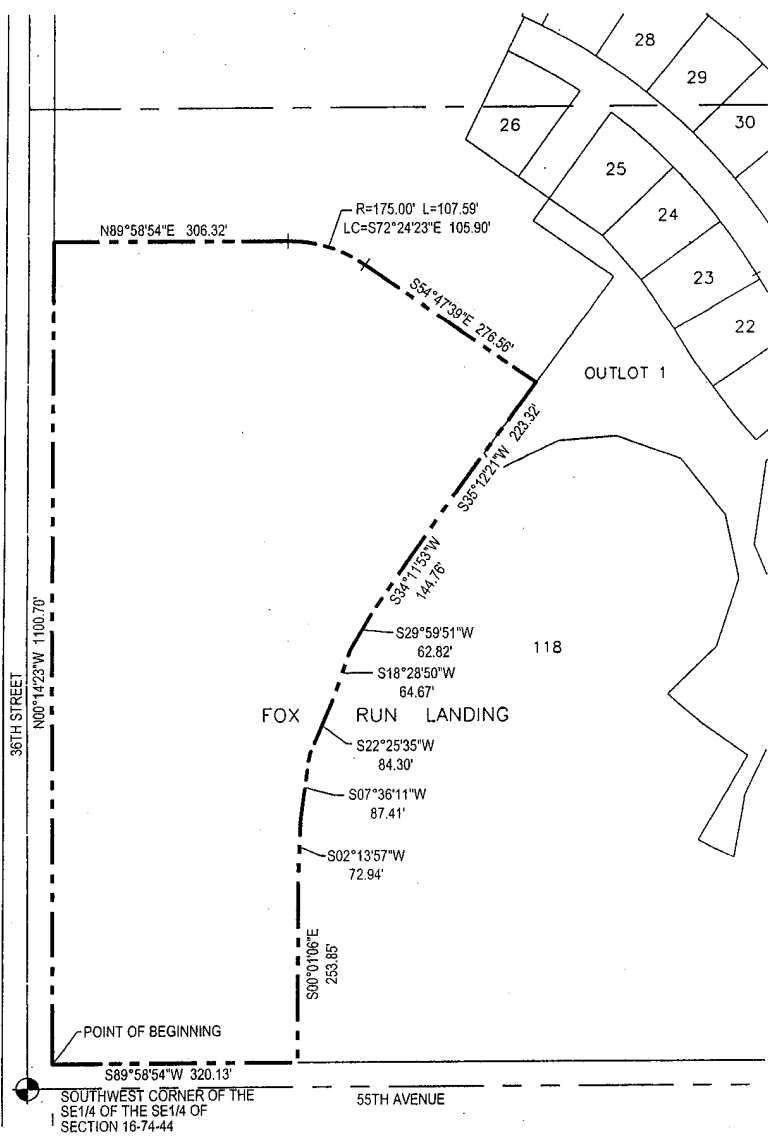 28
29
30
26
25
24
23
22
R=175.00' L=107.59'
LC=S72°24'23"E 105.90'
N89°58'54"E 306.32'
S54°47'39"E 276.56'
OUTLOT 1
S35°12'21"W 223.32'
S34°11'53"W
144.76'
S29°59'51"W
62.82'
118
S18°28'50"W
64.67'
36TH STREET
N00°14'23"W 1100.70'
FOX RUN LANDING
S22°25'35"W
84.30'
S07°36'11"W
87.41'
S02°13'57"W
72.94'
S00°01'06"E
253.85'
POINT OF BEGINNING
S89°58'54"W 320.13'
SOUTHWEST CORNER OF THE
SE1/4 OF THE SE1/4 OF
SECTION 16-74-44
55TH AVENUE